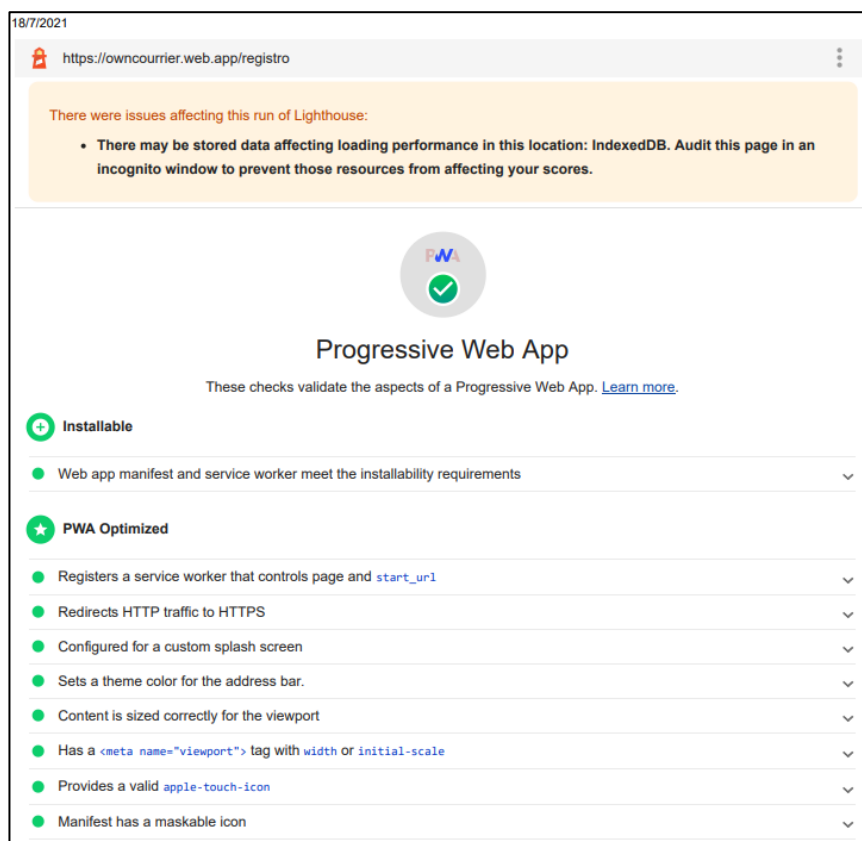 18/7/2021
https://owncourrier.web.app/registro
There were issues affecting this run of Lighthouse:
• There may be stored data affecting loading performance in this location: IndexedDB. Audit this page in an
incognito window to prevent those resources from affecting your scores.
PWA
Progressive Web App
These checks validate the aspects of a Progressive Web App. Learn more.
Installable
Web app manifest and service worker meet the installability requirements
PWA Optimized
Registers a service worker that controls page and start_url
Redirects HTTP traffic to HTTPS
Configured for a custom splash screen
Sets a theme color for the address bar.
Content is sized correctly for the viewport
Has a <meta name="viewport"> tag with width or initial-scale
Provides a valid apple-touch-icon
Manifest has a maskable icon